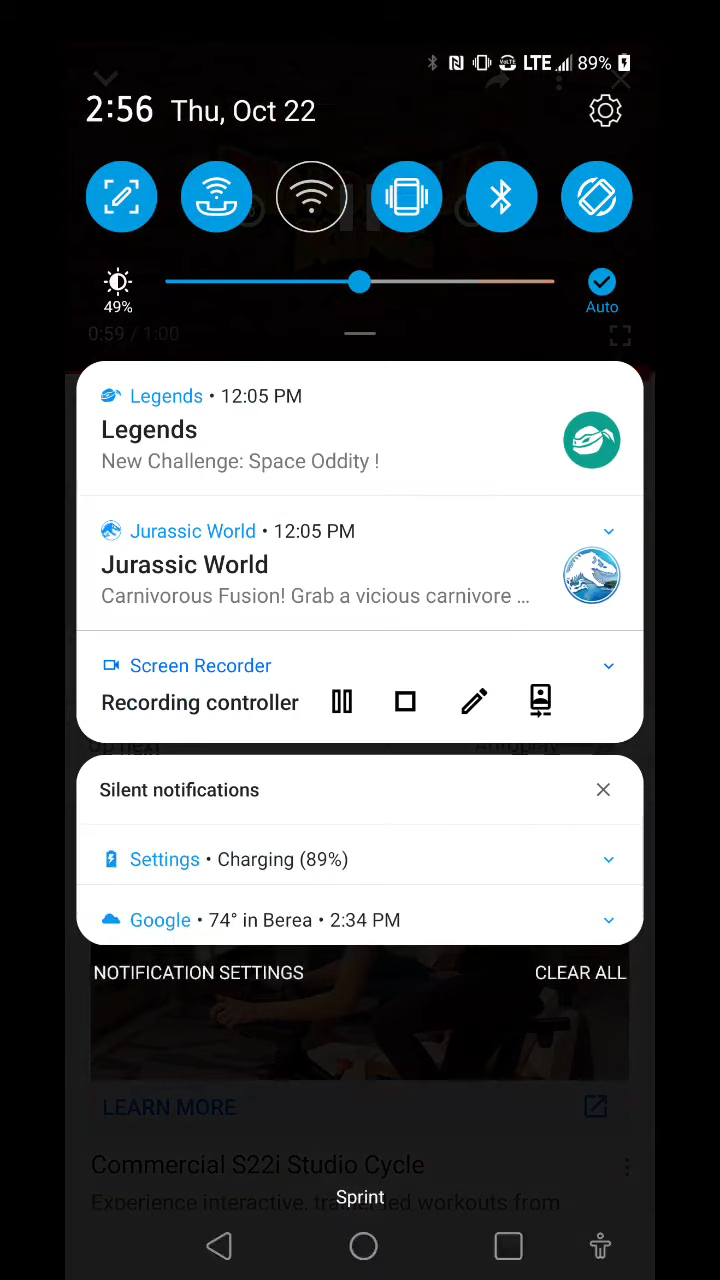 LTE 89%
2:56 Thu, Oct 22
49%
Auto
0:59 / 1:00
Legends • 12:05 PM
Legends
New Challenge: Space Oddity !
Jurassic World • 12:05 PM
Jurassic World
Carnivorous Fusion! Grab a vicious carnivore ...
Screen Recorder
Recording controller
Silent notifications
Settings • Charging (89%)
Google • 74° in Berea • 2:34 PM
NOTIFICATION SETTINGS CLEAR ALL
LEARN MORE
Commercial S22i Studio Cycle
Experience interactive, trainer led workouts from
Sprint